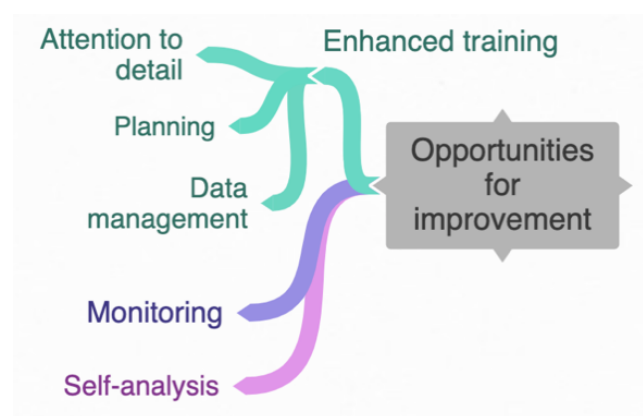 Attention to
detail
Enhanced training
Planning
Data
management
Opportunities
for
improvement
Monitoring
Self-analysis